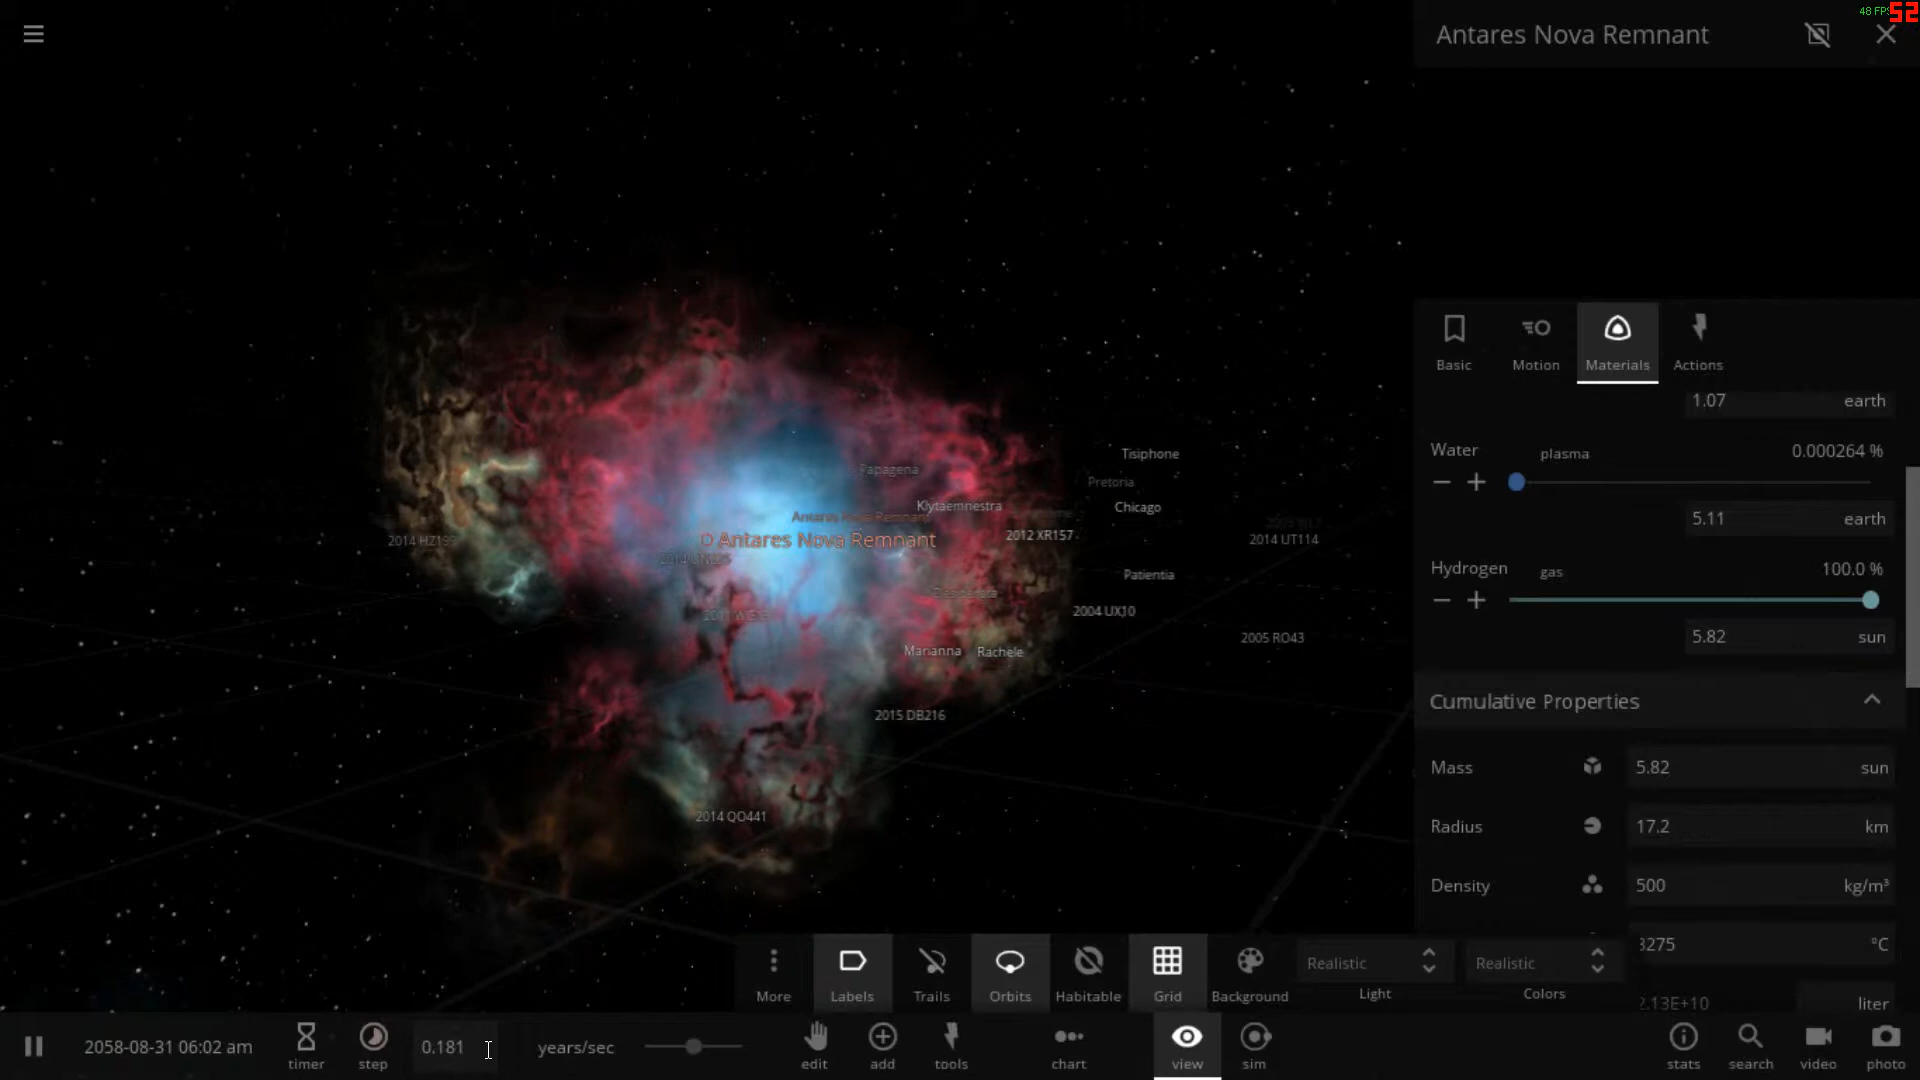 48 FPS
52
Antares Nova Remnant
Basic
Motion
Materials
Actions
1.07 earth
Water plasma 0.000264 %
5.11 earth
Hydrogen gas 100.0 %
5.82 sun
Cumulative Properties
Mass 5.82 sun
Radius 17.2 km
Density 500 kg/m³
3275 °C
2.13E+10 liter
Tisiphone
Papagena
Pretoria
Klytaemnestra
Chicago
Antares Nova Remnant
2012 XR157
2014 UT114
2014 HZ199
Antares Nova Remnant
Patientia
Desiderata
2004 UX10
2005 RO43
Marianna
Rachele
2015 DB216
2014 QO441
More
Labels
Trails
Orbits
Habitable
Grid
Background
Realistic
Light
Realistic
Colors
2058-08-31 06:02 am
timer
step
0.181
years/sec
edit
add
tools
chart
view
sim
stats
search
video
photo